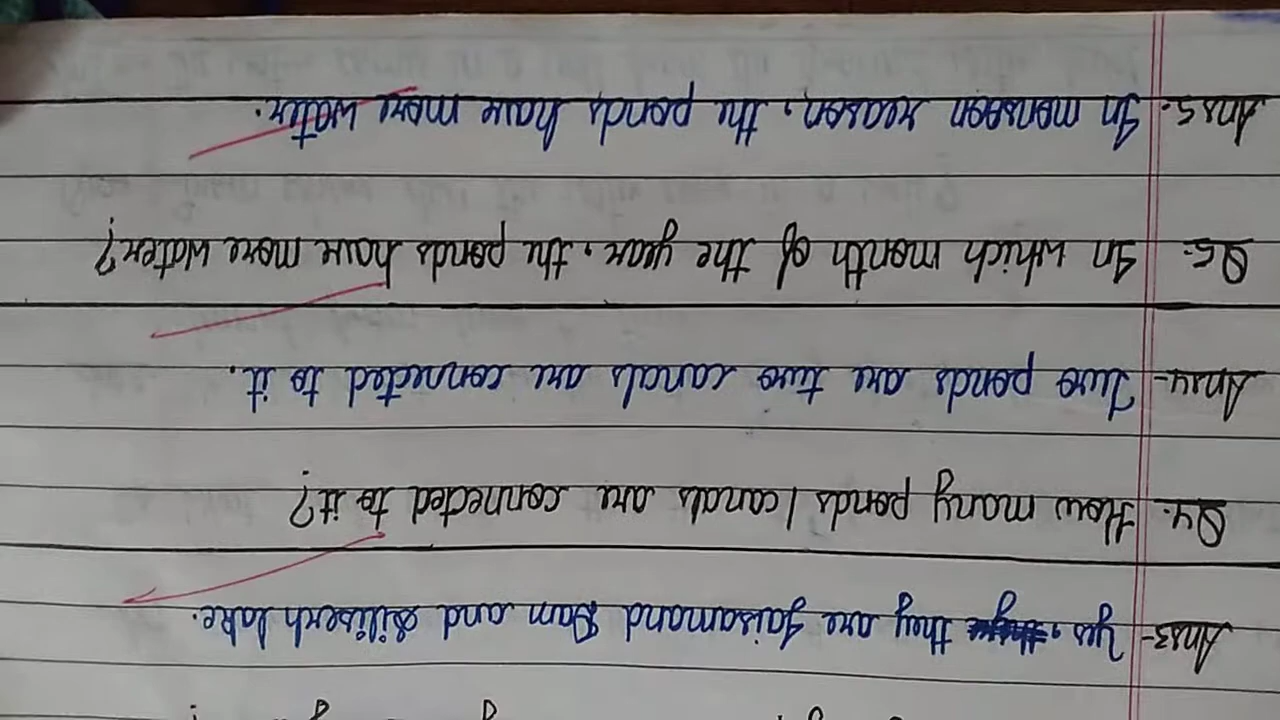 Ans3- Yes, they are Jaisamand Dam and Siliserh lake.
Q4. How many ponds / canals are connected to it?
Ans4- Two ponds are two canals are connected to it.
Q5. In which month of the year, the ponds have more water?
Ans5. In monsoon season, the ponds have more water.